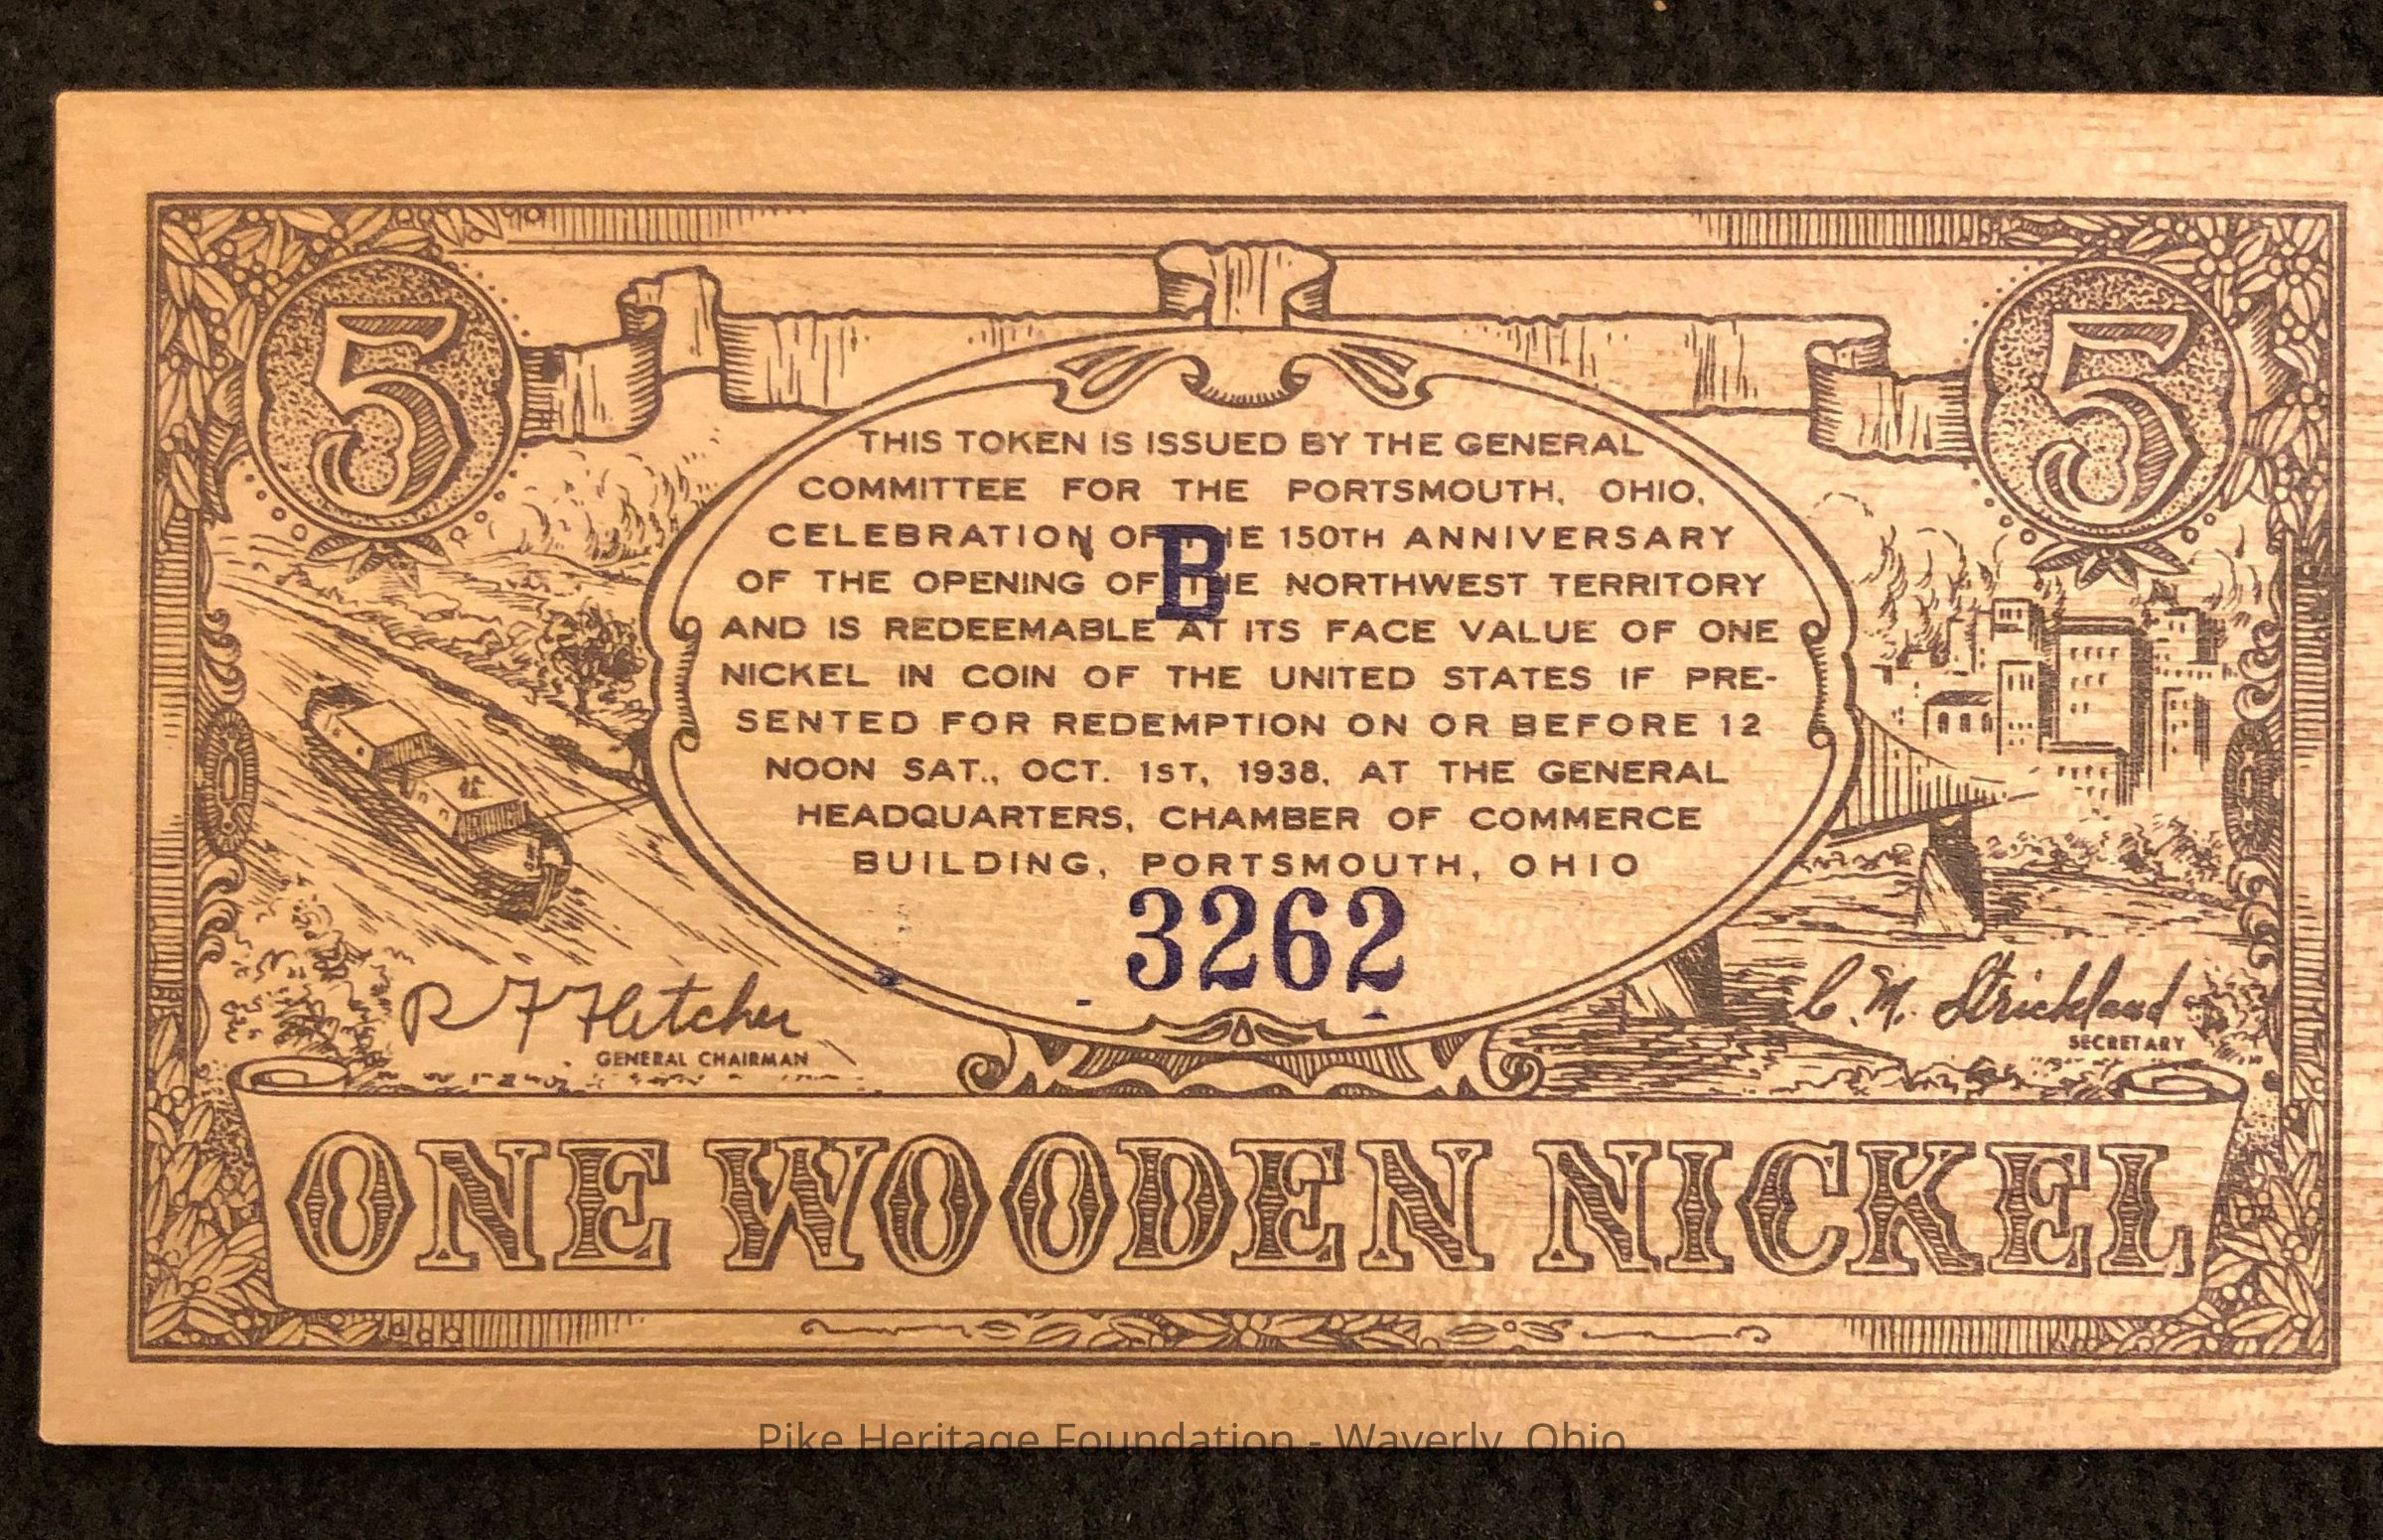 5
5
THIS TOKEN IS ISSUED BY THE GENERAL
COMMITTEE FOR THE PORTSMOUTH, OHIO,
CELEBRATION OF THE 150TH ANNIVERSARY
OF THE OPENING OF THE NORTHWEST TERRITORY
B
AND IS REDEEMABLE AT ITS FACE VALUE OF ONE
NICKEL IN COIN OF THE UNITED STATES IF PRE-
SENTED FOR REDEMPTION ON OR BEFORE 12
NOON SAT., OCT. 1ST, 1938, AT THE GENERAL
HEADQUARTERS, CHAMBER OF COMMERCE
BUILDING, PORTSMOUTH, OHIO
3262
R F Fletcher
GENERAL CHAIRMAN
C. M. Strickland
SECRETARY
ONE WOODEN NICKEL
Pike Heritage Foundation - Waverly, Ohio